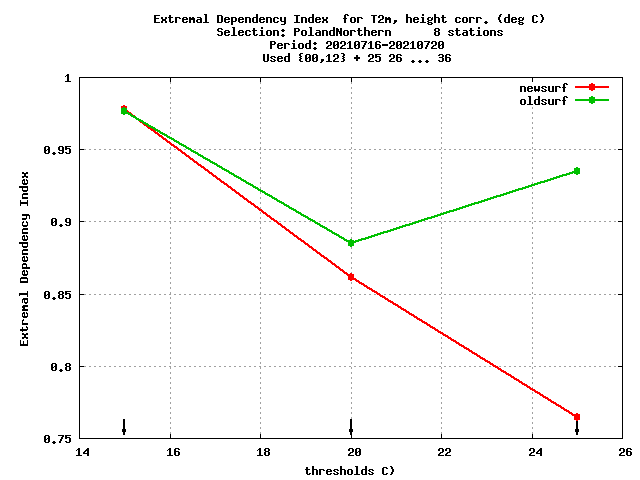 Extremal Dependency Index  for T2m, height corr. (deg C)
Selection: PolandNorthern      8 stations
Period: 20210716-20210720
Used {00,12} + 25 26 ... 36
newsurf
oldsurf
1
0.95
0.9
0.85
0.8
0.75
Extremal Dependency Index
14 16 18 20 22 24 26
thresholds C)